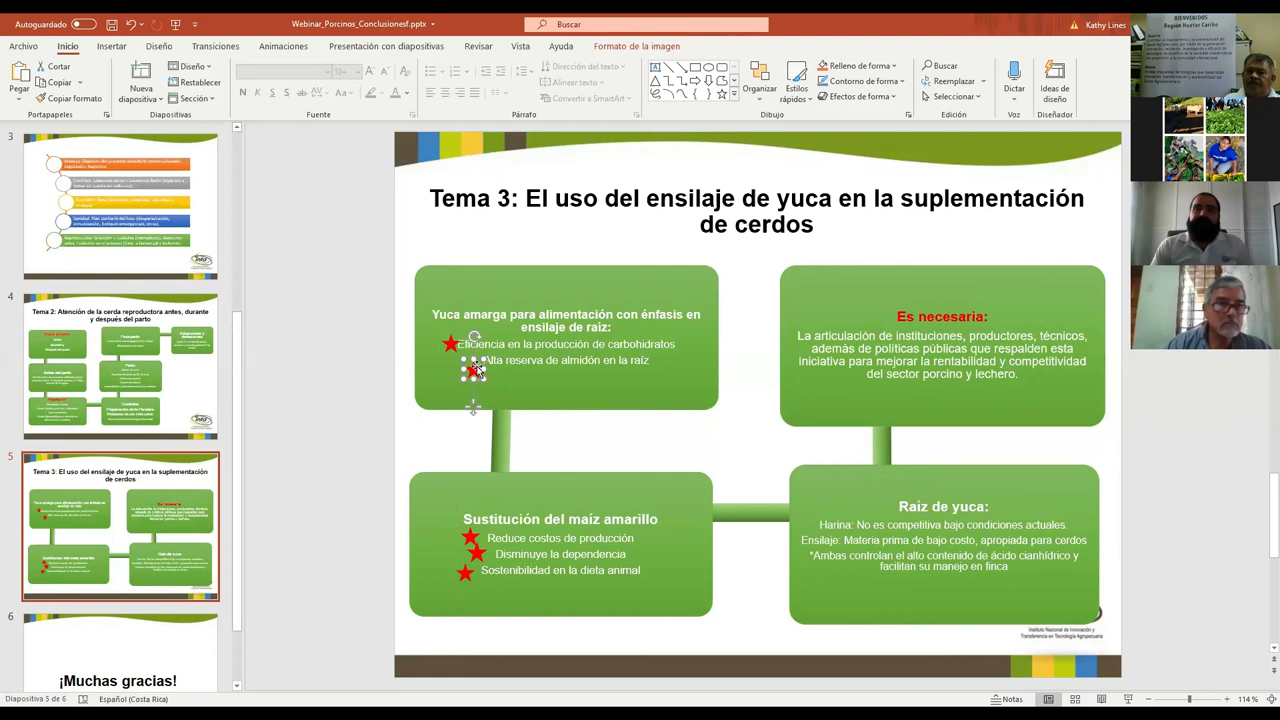 Autoguardado
Webinar_Porcinos_Conclusionesf.pptx
Buscar
Kathy Lines
Archivo
Inicio
Insertar
Diseño
Transiciones
Animaciones
Presentación con diapositivas
Revisar
Vista
Ayuda
Formato de la imagen
Pegar
Cortar
Copiar
Copiar formato
Portapapeles
Nueva
diapositiva
Diseño
Restablecer
Sección
Diapositivas
N
K
S
Aa
Fuente
Dirección del texto
Alinear texto
Convertir a SmartArt
Párrafo
Organizar
Estilos
rápidos
Relleno de forma
Contorno de forma
Efectos de forma
Dibujo
Buscar
Reemplazar
Seleccionar
Edición
Dictar
Voz
Ideas de
diseño
Diseñador
BIENVENIDOS
Región Huetar Caribe
3
4
Tema 2: Atención de la cerda reproductora antes, durante
y después del parto
5
Tema 3: El uso del ensilaje de yuca en la suplementación
de cerdos
6
¡Muchas gracias!
Tema 3: El uso del ensilaje de yuca en la suplementación
de cerdos
Yuca amarga para alimentación con énfasis en
ensilaje de raíz:
Eficiencia en la producción de carbohidratos
Alta reserva de almidón en la raíz
Es necesaria:
La articulación de instituciones, productores, técnicos,
además de políticas públicas que respalden esta
iniciativa para mejorar la rentabilidad y competitividad
del sector porcino y lechero.
Sustitución del maíz amarillo
Reduce costos de producción
Disminuye la dependencia
Sostenibilidad en la dieta animal
Raiz de yuca:
Harina: No es competitiva bajo condiciones actuales.
Ensilaje: Materia prima de bajo costo, apropiada para cerdos
*Ambas controlan el alto contenido de ácido cianhídrico y
facilitan su manejo en finca
Instituto Nacional de Innovación y
Transferencia en Tecnología Agropecuaria
Diapositiva 5 de 6
Español (Costa Rica)
Notas
114 %